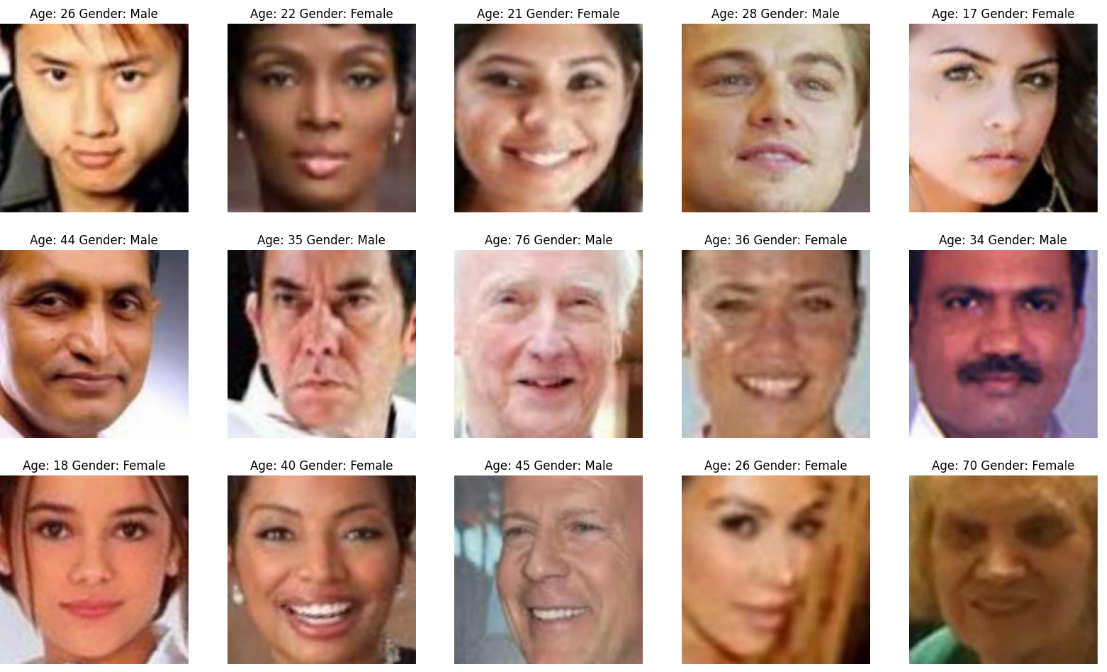 Age: 26 Gender: Male
Age: 22 Gender: Female
Age: 21 Gender: Female
Age: 28 Gender: Male
Age: 17 Gender: Female
Age: 44 Gender: Male
Age: 35 Gender: Male
Age: 76 Gender: Male
Age: 36 Gender: Female
Age: 34 Gender: Male
Age: 18 Gender: Female
Age: 40 Gender: Female
Age: 45 Gender: Male
Age: 26 Gender: Female
Age: 70 Gender: Female